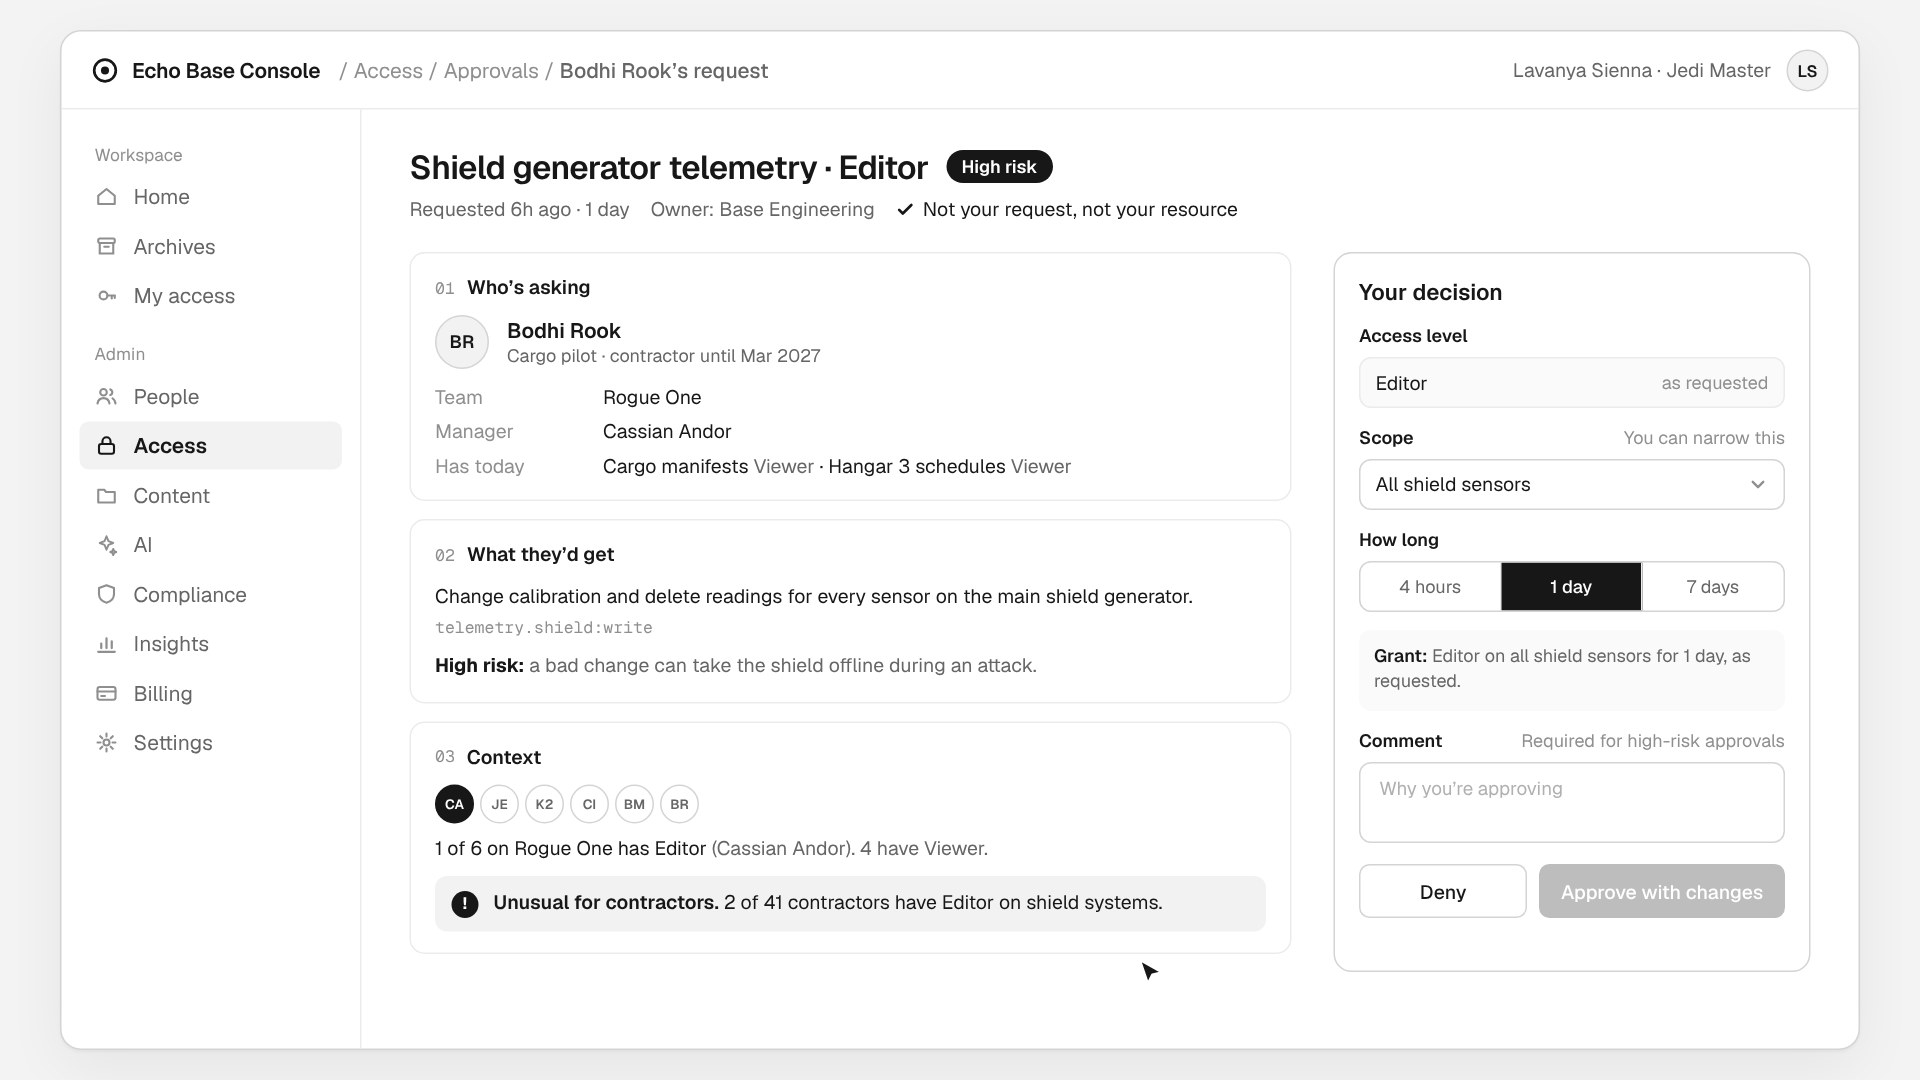 Echo Base Console / Access / Approvals / Bodhi Rook’s request
Lavanya Sienna · Jedi Master LS
Workspace
Home
Archives
My access
Admin
People
Access
Content
AI
Compliance
Insights
Billing
Settings
Shield generator telemetry · Editor High risk
Requested 6h ago · 1 day Owner: Base Engineering Not your request, not your resource
01 Who’s asking
BR
Bodhi Rook
Cargo pilot · contractor until Mar 2027
Team Rogue One
Manager Cassian Andor
Has today Cargo manifests Viewer · Hangar 3 schedules Viewer
02 What they’d get
Change calibration and delete readings for every sensor on the main shield generator.
telemetry.shield:write
High risk: a bad change can take the shield offline during an attack.
03 Context
CA JE K2 CI BM BR
1 of 6 on Rogue One has Editor (Cassian Andor). 4 have Viewer.
! Unusual for contractors. 2 of 41 contractors have Editor on shield systems.
Your decision
Access level
Editor as requested
Scope You can narrow this
All shield sensors
How long
4 hours 1 day 7 days
Grant: Editor on all shield sensors for 1 day, as
requested.
Comment Required for high-risk approvals
Why you’re approving
Deny Approve with changes